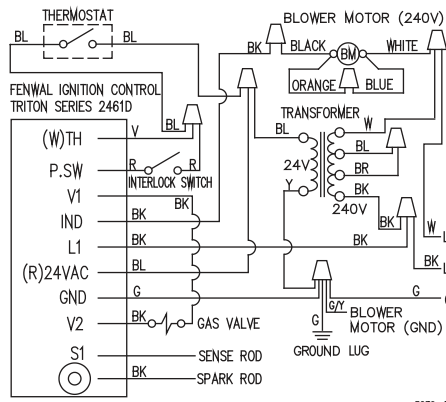 THERMOSTAT
BL
BL
BLOWER MOTOR (240V)
BK
BLACK
BM
WHITE
ORANGE
BLUE
FENWAL IGNITION CONTROL
TRITON SERIES 2461D
BL
TRANSFORMER
(W)TH
V
BL
W
BL
24V
BR
P.SW
R
R
INTERLOCK SWITCH
Y
BK
V1
BK
240V
IND
BK
BK
W
L
L1
BK
BK
BK
L
(R)24VAC
BL
GND
G
G
G/Y
BLOWER
MOTOR (GND)
V2
BK
GAS VALVE
G
GROUND LUG
S1
SENSE ROD
BK
SPARK ROD